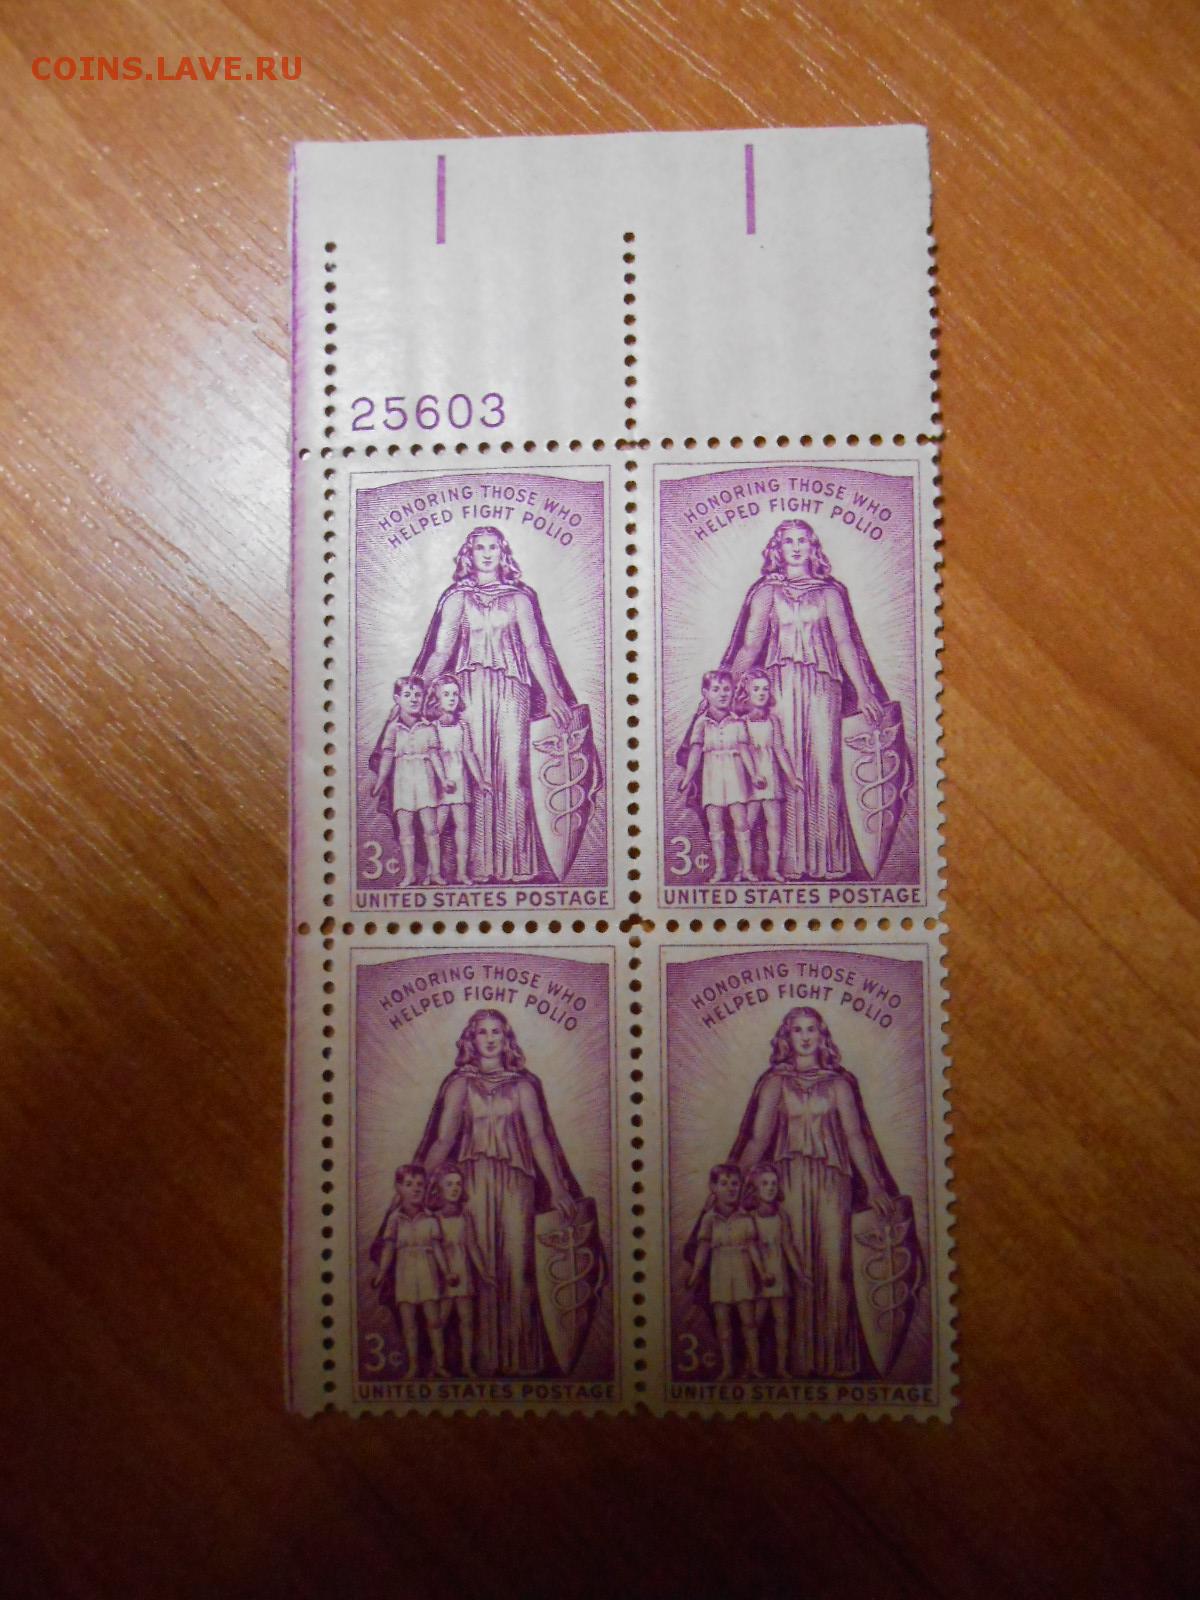 COINS.LAVE.RU
25603
HONORING THOSE WHO
HELPED FIGHT POLIO
3¢
UNITED STATES POSTAGE
HONORING THOSE WHO
HELPED FIGHT POLIO
3¢
UNITED STATES POSTAGE
HONORING THOSE WHO
HELPED FIGHT POLIO
3¢
UNITED STATES POSTAGE
HONORING THOSE WHO
HELPED FIGHT POLIO
3¢
UNITED STATES POSTAGE